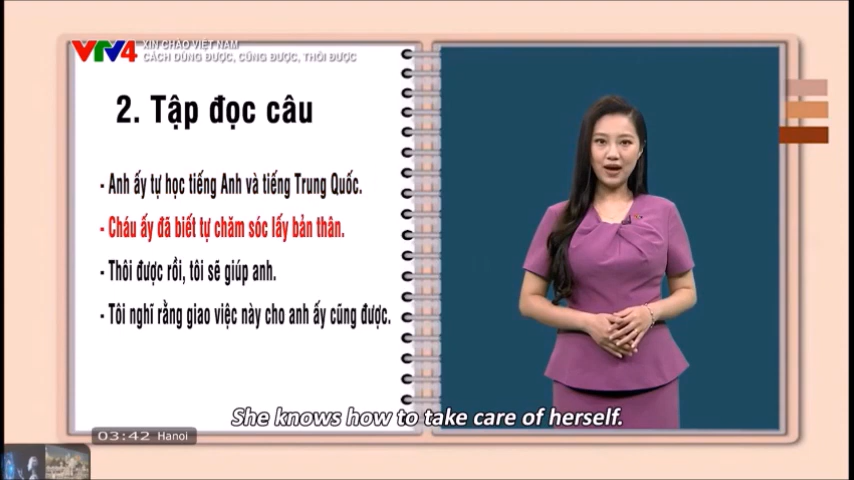 VTV4
XIN CHÀO VIỆT NAM
CÁCH DÙNG ĐƯỢC, CŨNG ĐƯỢC, THÔI ĐƯỢC
2. Tập đọc câu
- Anh ấy tự học tiếng Anh và tiếng Trung Quốc.
- Cháu ấy đã biết tự chăm sóc lấy bản thân.
- Thôi được rồi, tôi sẽ giúp anh.
- Tôi nghĩ rằng giao việc này cho anh ấy cũng được.
She knows how to take care of herself.
03:42 Hanoi